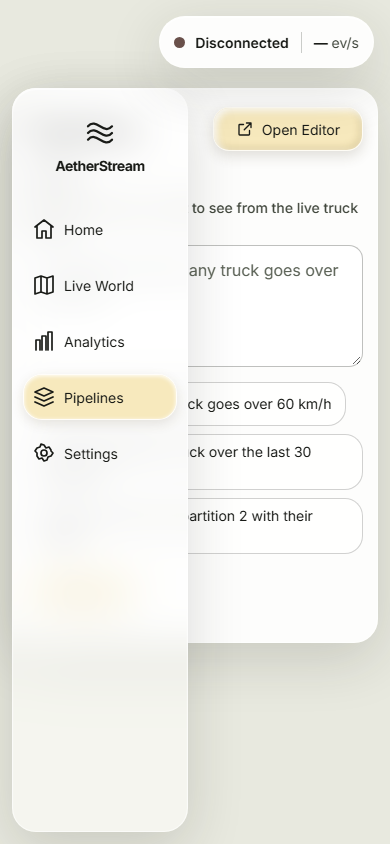 Disconnected — ev/s
AetherStream
Open Editor
Home
Live World
Analytics
Pipelines
Settings
to see from the live truck
any truck goes over
ck goes over 60 km/h
ck over the last 30
partition 2 with their